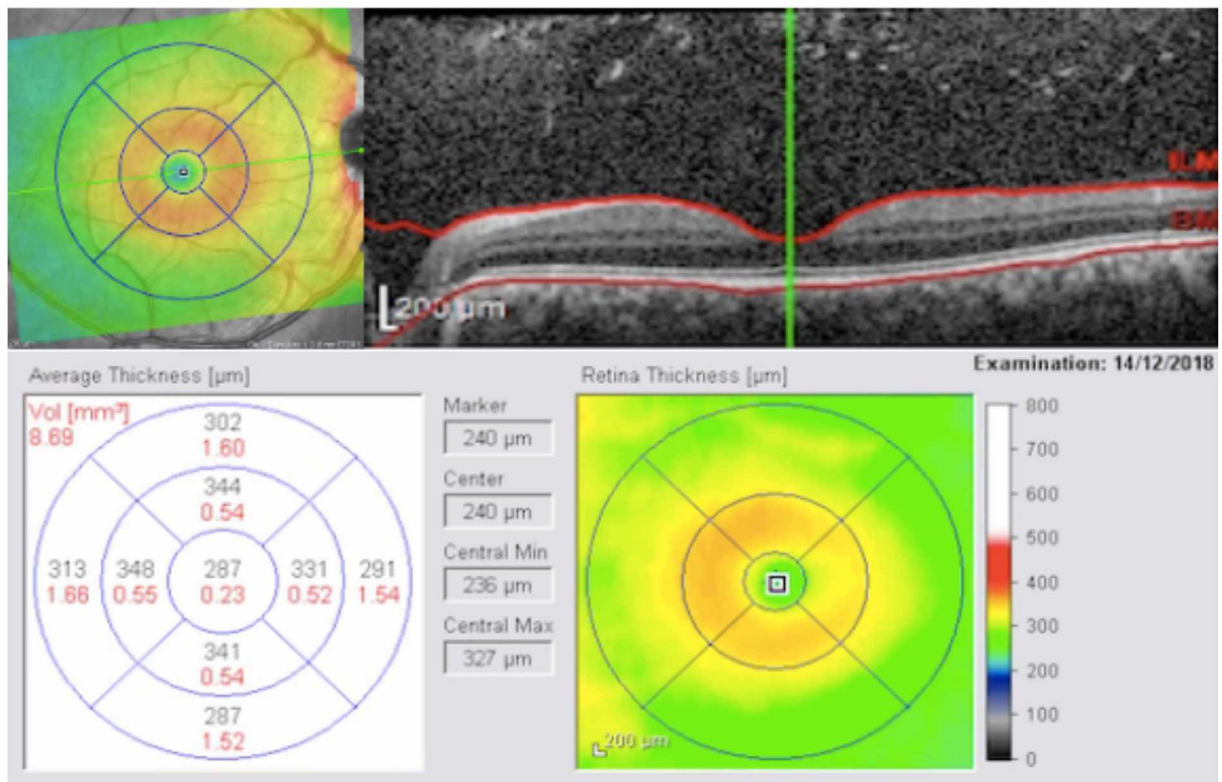 ILM
BM
200 µm
Examination: 14/12/2018
Average Thickness [µm]
Vol [mm³]
8.69
302
1.60
344
0.54
313 348 287 331 291
1.66 0.55 0.23 0.52 1.54
341
0.54
287
1.52
Marker
240 µm
Center
240 µm
Central Min
236 µm
Central Max
327 µm
Retina Thickness [µm]
200 µm
800
700
600
500
400
300
200
100
0